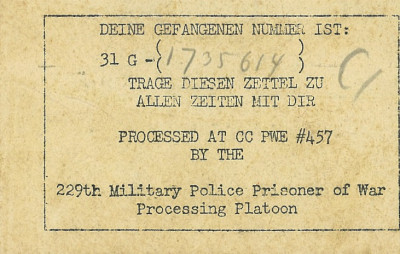 DEINE GEFANGENEN NUMMER IST:
31 G - { 1735614 }
TRAGE DIESEN ZETTEL ZU
ALLEN ZEITEN MIT DIR
PROCESSED AT CC PWE #457
BY THE
229th Military Police Prisoner of War
Processing Platoon